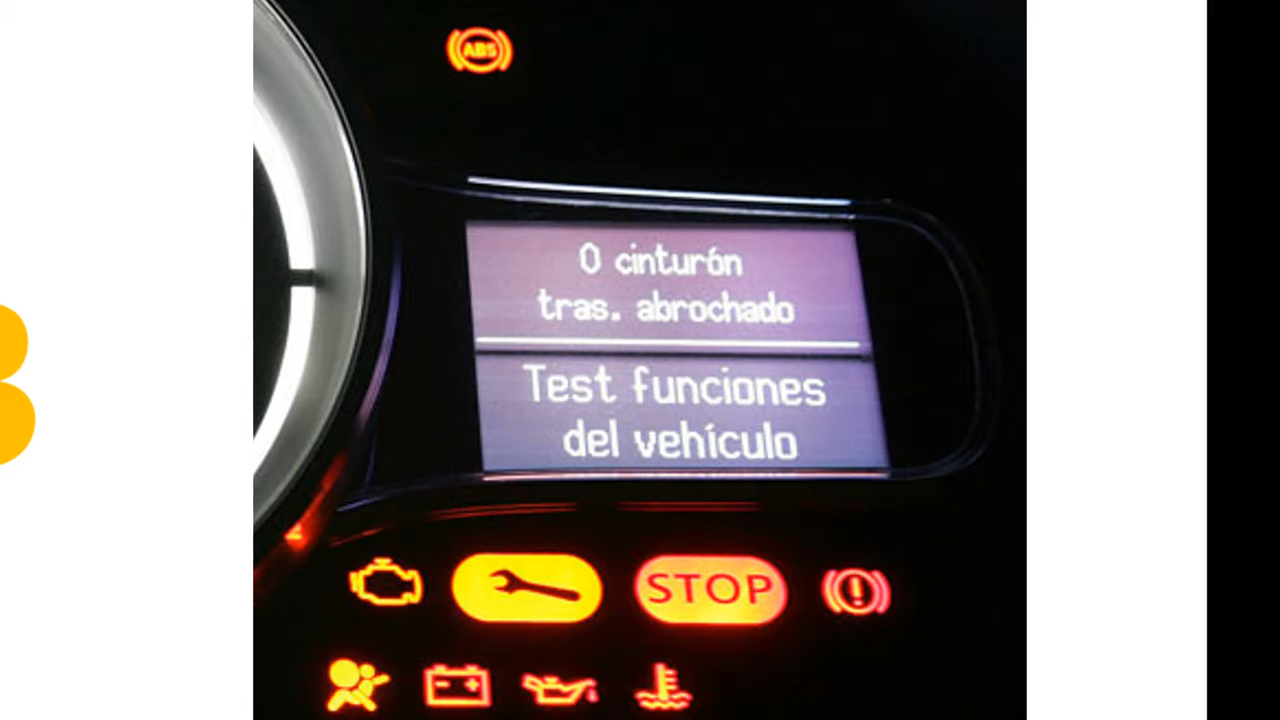 ABS
0 cinturón
tras. abrochado
Test funciones
del vehículo
STOP